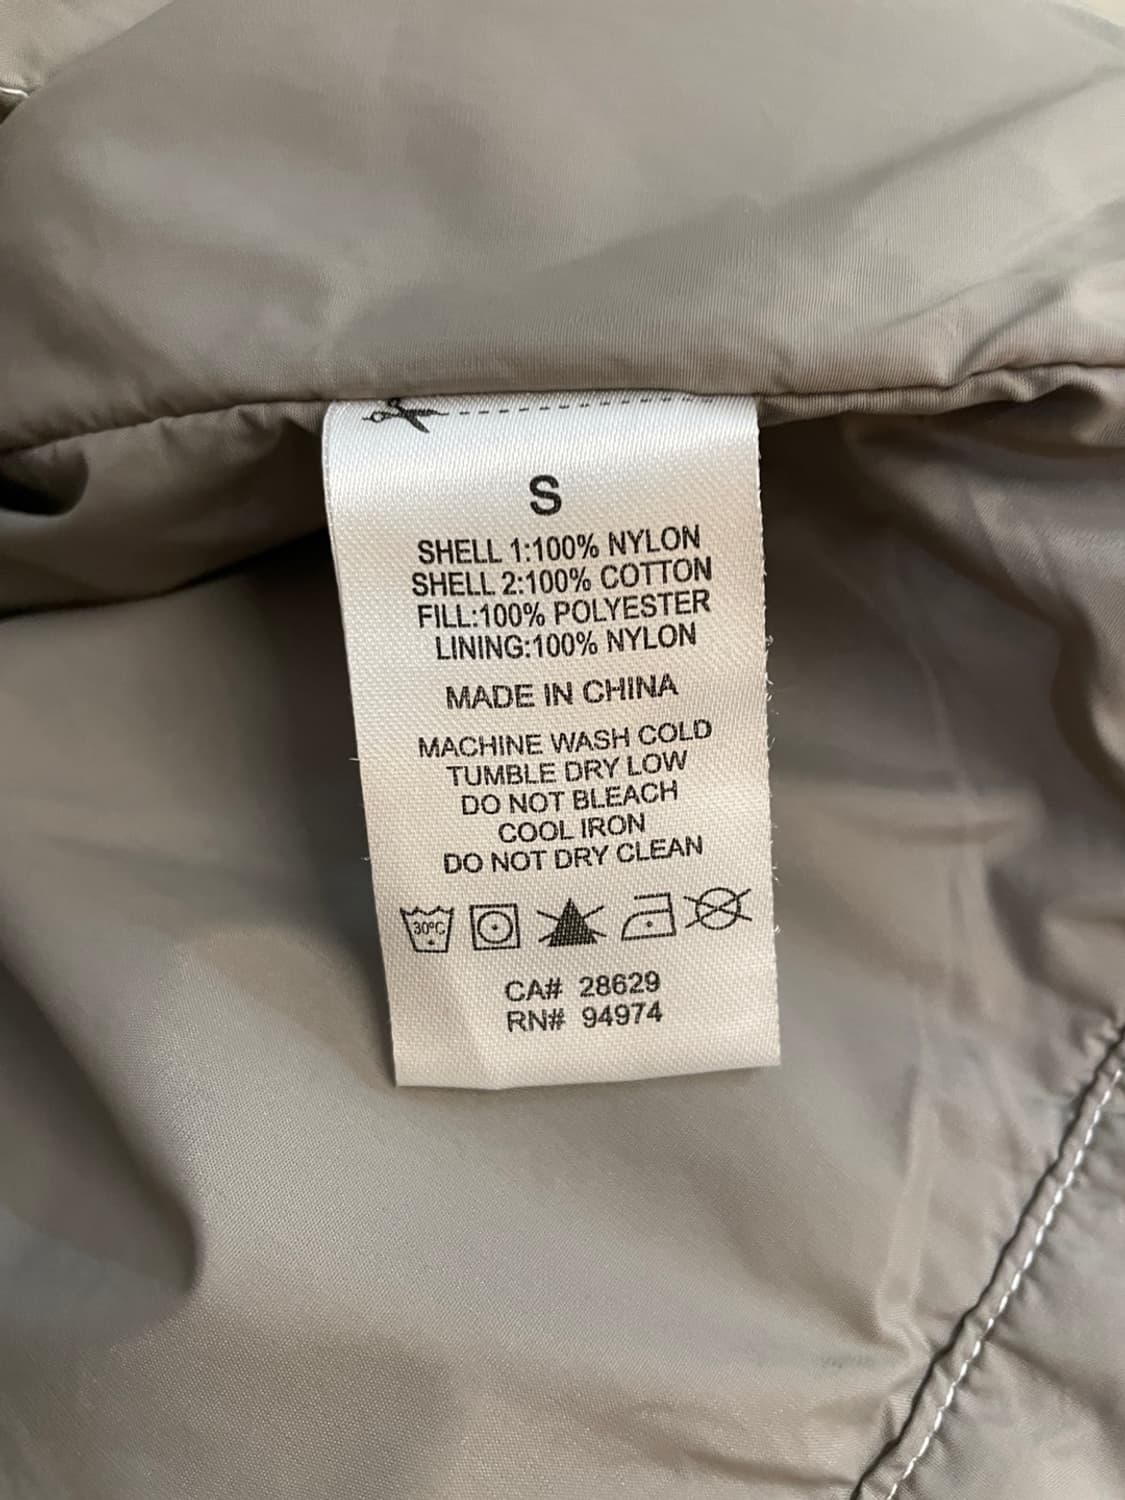 S
SHELL 1:100% NYLON
SHELL 2:100% COTTON
FILL:100% POLYESTER
LINING:100% NYLON
MADE IN CHINA
MACHINE WASH COLD
TUMBLE DRY LOW
DO NOT BLEACH
COOL IRON
DO NOT DRY CLEAN
30°C
CA# 28629
RN# 94974